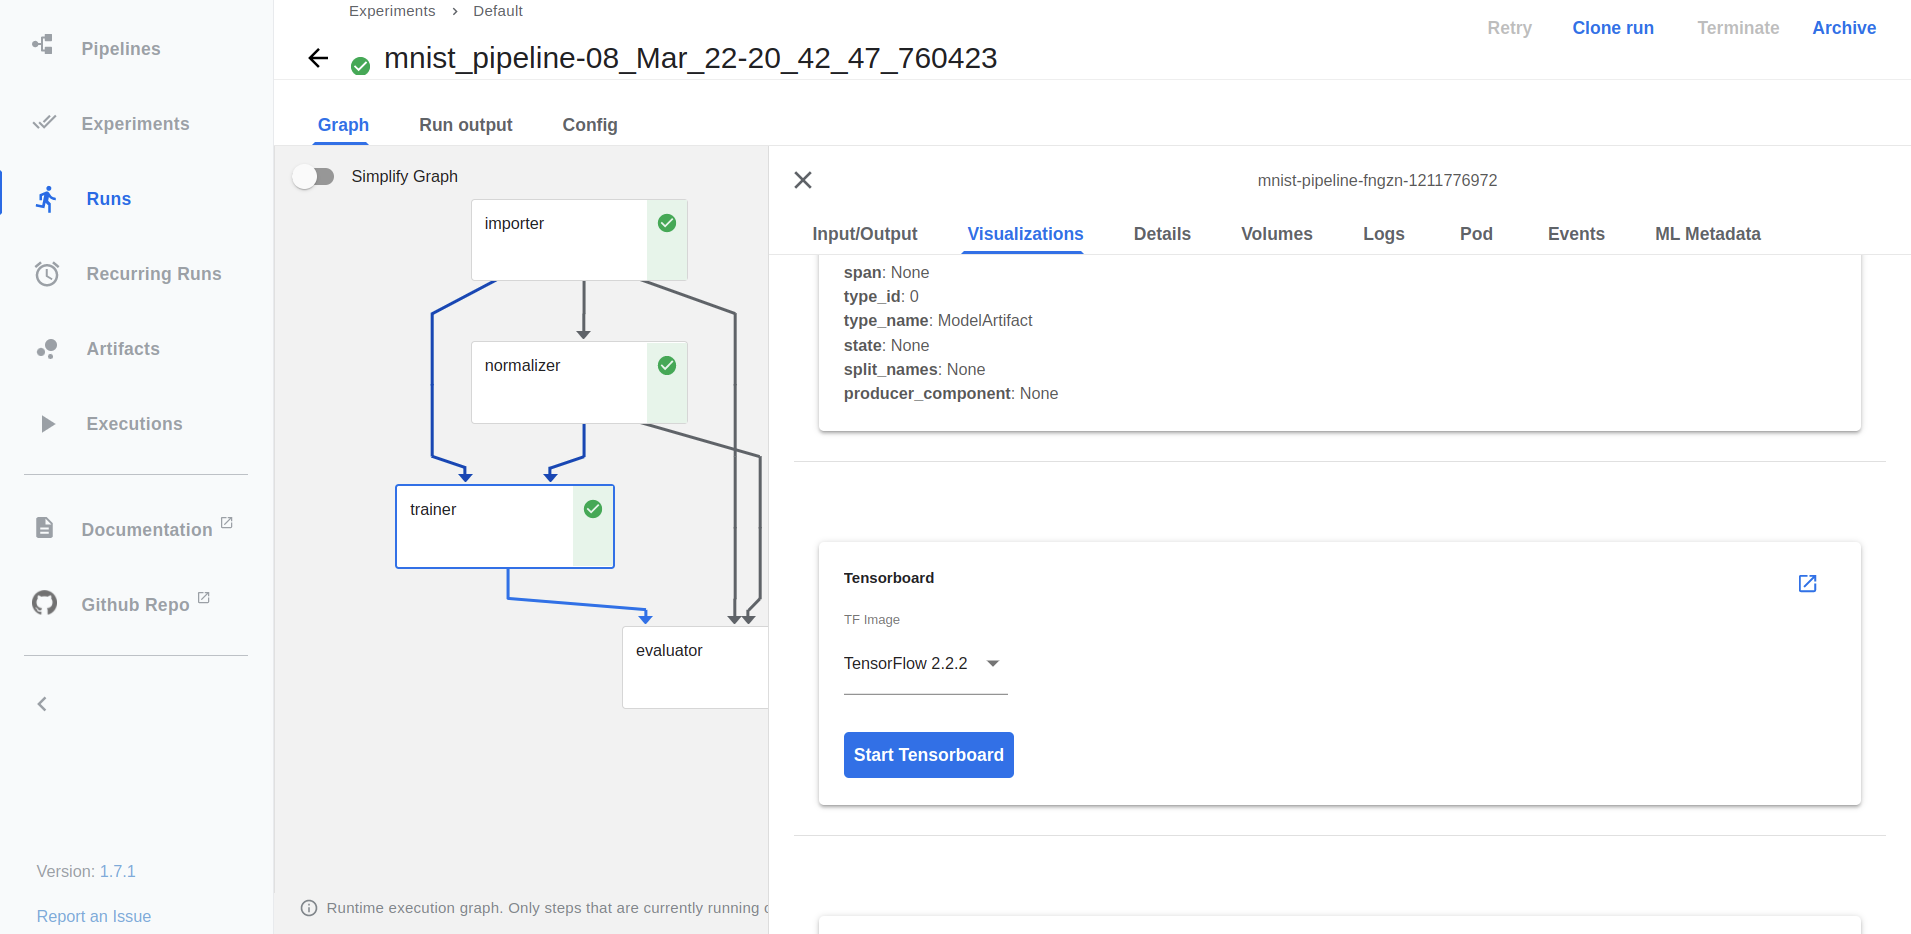 Experiments > Default
Retry
Clone run
Terminate
Archive
mnist_pipeline-08_Mar_22-20_42_47_760423
Graph
Run output
Config
Pipelines
Experiments
Runs
Recurring Runs
Artifacts
Executions
Documentation
Github Repo
Version: 1.7.1
Report an Issue
Simplify Graph
importer
normalizer
trainer
evaluator
Runtime execution graph. Only steps that are currently running
mnist-pipeline-fngzn-1211776972
Input/Output
Visualizations
Details
Volumes
Logs
Pod
Events
ML Metadata
span: None
type_id: 0
type_name: ModelArtifact
state: None
split_names: None
producer_component: None
Tensorboard
TF Image
TensorFlow 2.2.2
Start Tensorboard